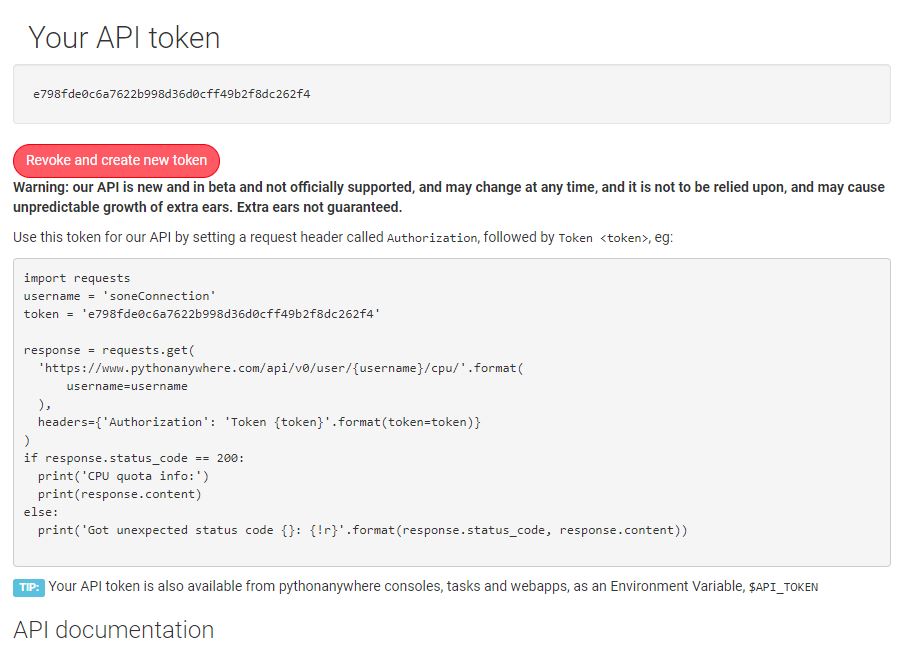 Your API token
e798fde0c6a7622b998d36d0cff49b2f8dc262f4
Revoke and create new token
Warning: our API is new and in beta and not officially supported, and may change at any time, and it is not to be relied upon, and may cause
unpredictable growth of extra ears. Extra ears not guaranteed.
Use this token for our API by setting a request header called Authorization, followed by Token <token>, eg:
import requests
username = 'soneConnection'
token = 'e798fde0c6a7622b998d36d0cff49b2f8dc262f4'
response = requests.get(
'https://www.pythonanywhere.com/api/v0/user/{username}/cpu/'.format(
username=username
),
headers={'Authorization': 'Token {token}'.format(token=token)}
)
if response.status_code == 200:
print('CPU quota info:')
print(response.content)
else:
print('Got unexpected status code {}: {!r}'.format(response.status_code, response.content))
TIP: Your API token is also available from pythonanywhere consoles, tasks and webapps, as an Environment Variable, $API_TOKEN
API documentation